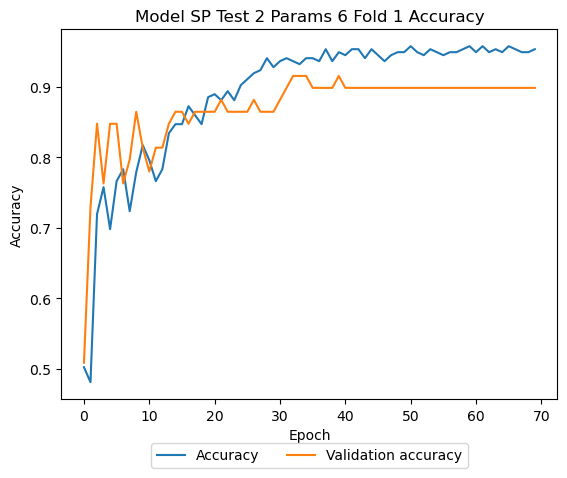 Model SP Test 2 Params 6 Fold 1 Accuracy
Accuracy
0.9
0.8
0.7
0.6
0.5
0 10 20 30 40 50 60 70
Epoch
Accuracy Validation accuracy